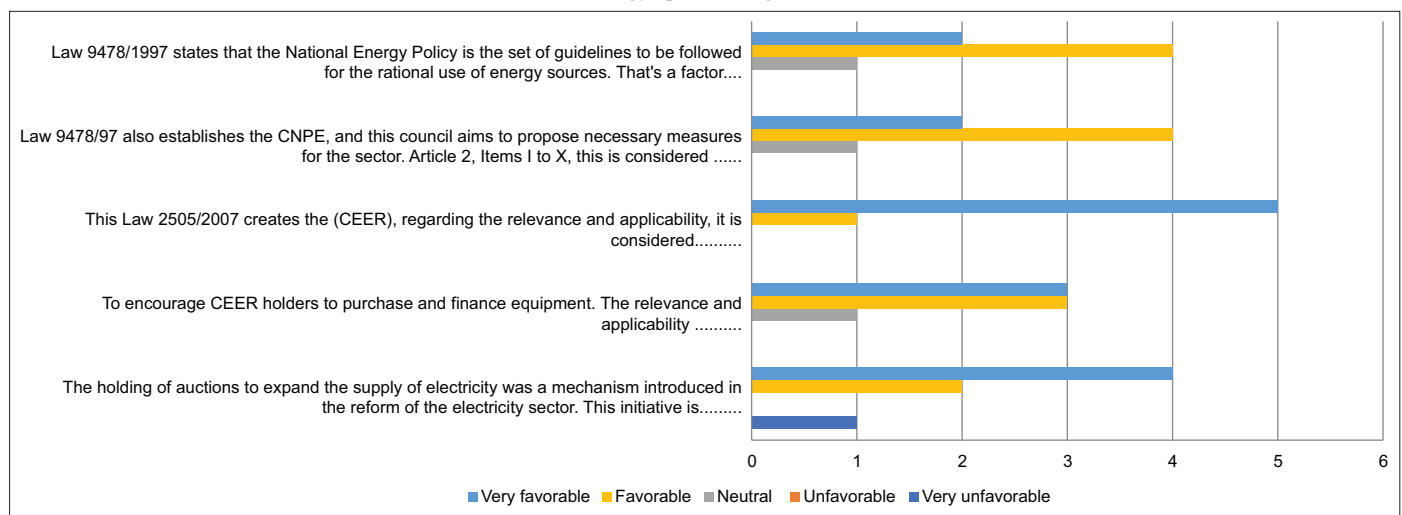 Law 9478/1997 states that the National Energy Policy is the set of guidelines to be followed
for the rational use of energy sources. That's a factor....
Law 9478/97 also establishes the CNPE, and this council aims to propose necessary measures
for the sector. Article 2, Items I to X, this is considered ......
This Law 2505/2007 creates the (CEER), regarding the relevance and applicability, it is
considered..........
To encourage CEER holders to purchase and finance equipment. The relevance and
applicability ..........
The holding of auctions to expand the supply of electricity was a mechanism introduced in
the reform of the electricity sector. This initiative is.........
0 1 2 3 4 5 6
Very favorable Favorable Neutral Unfavorable Very unfavorable